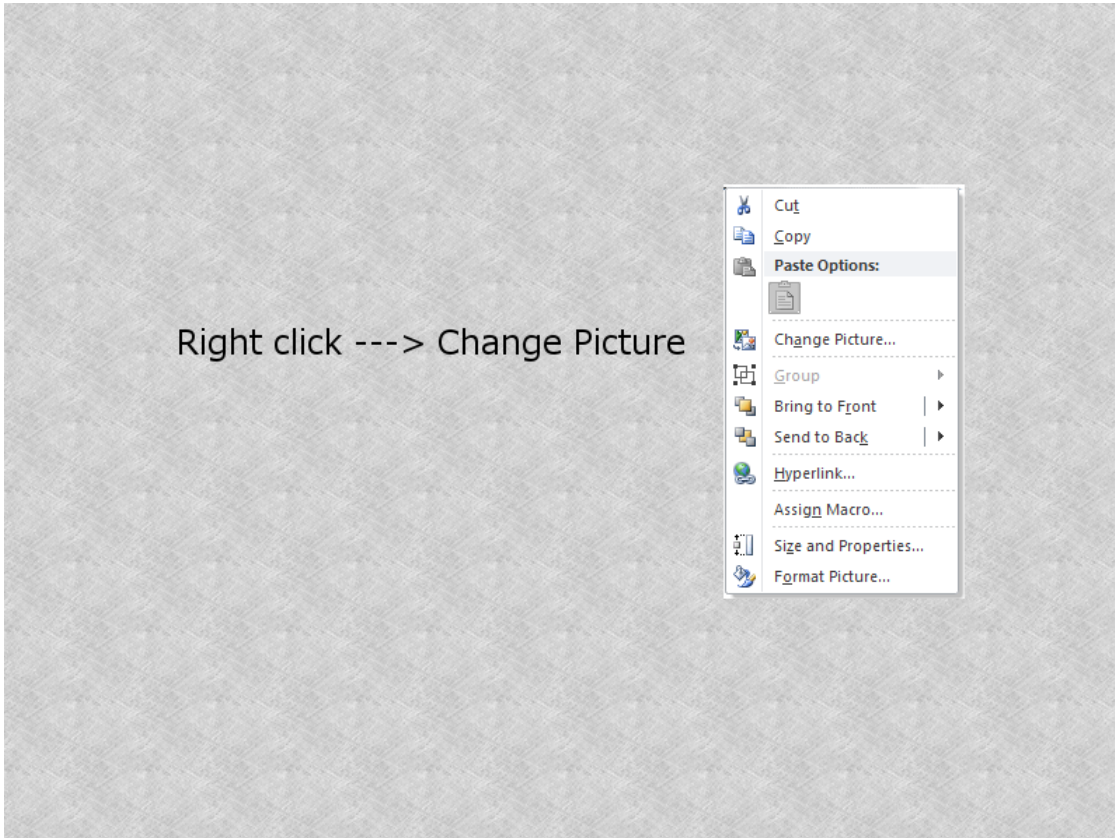 Right click ---> Change Picture
Cut
Copy
Paste Options:
Change Picture...
Group
Bring to Front
Send to Back
Hyperlink...
Assign Macro...
Size and Properties...
Format Picture...